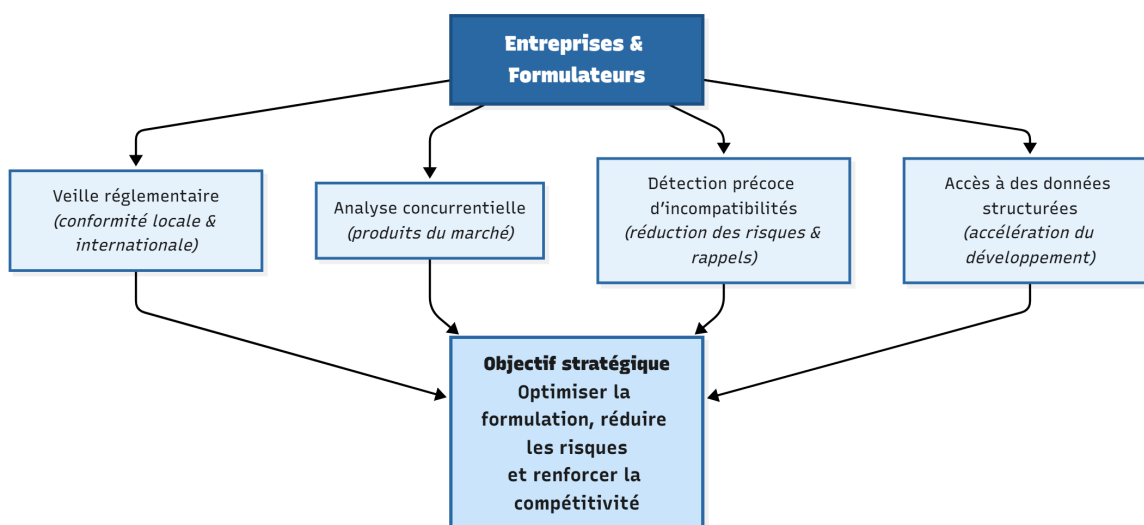 Entreprises &
Formulateurs
Veille réglementaire
(conformité locale &
internationale)
Analyse concurrentielle
(produits du marché)
Détection précoce
d'incompatibilités
(réduction des risques &
rappels)
Accès à des données
structurées
(accélération du
développement)
Objectif stratégique
Optimiser la
formulation, réduire
les risques
et renforcer la
compétitivité